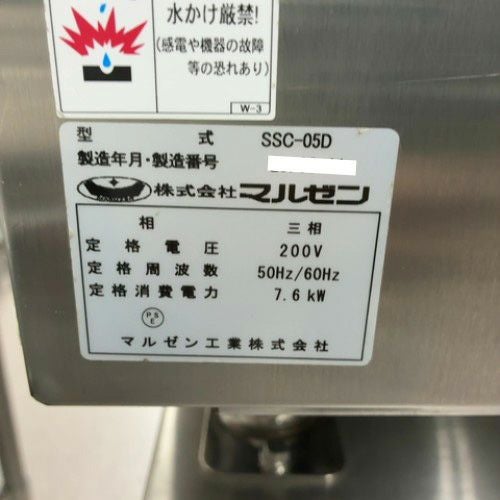 水かけ厳禁!
(感電や機器の故障
等の恐れあり)
W-3
型 式 SSC-05D
製造年月・製造番号
株式会社マルゼン
相 三相
定格電圧 200V
定格周波数 50Hz/60Hz
定格消費電力 7.6kW
PSE
マルゼン工業株式会社